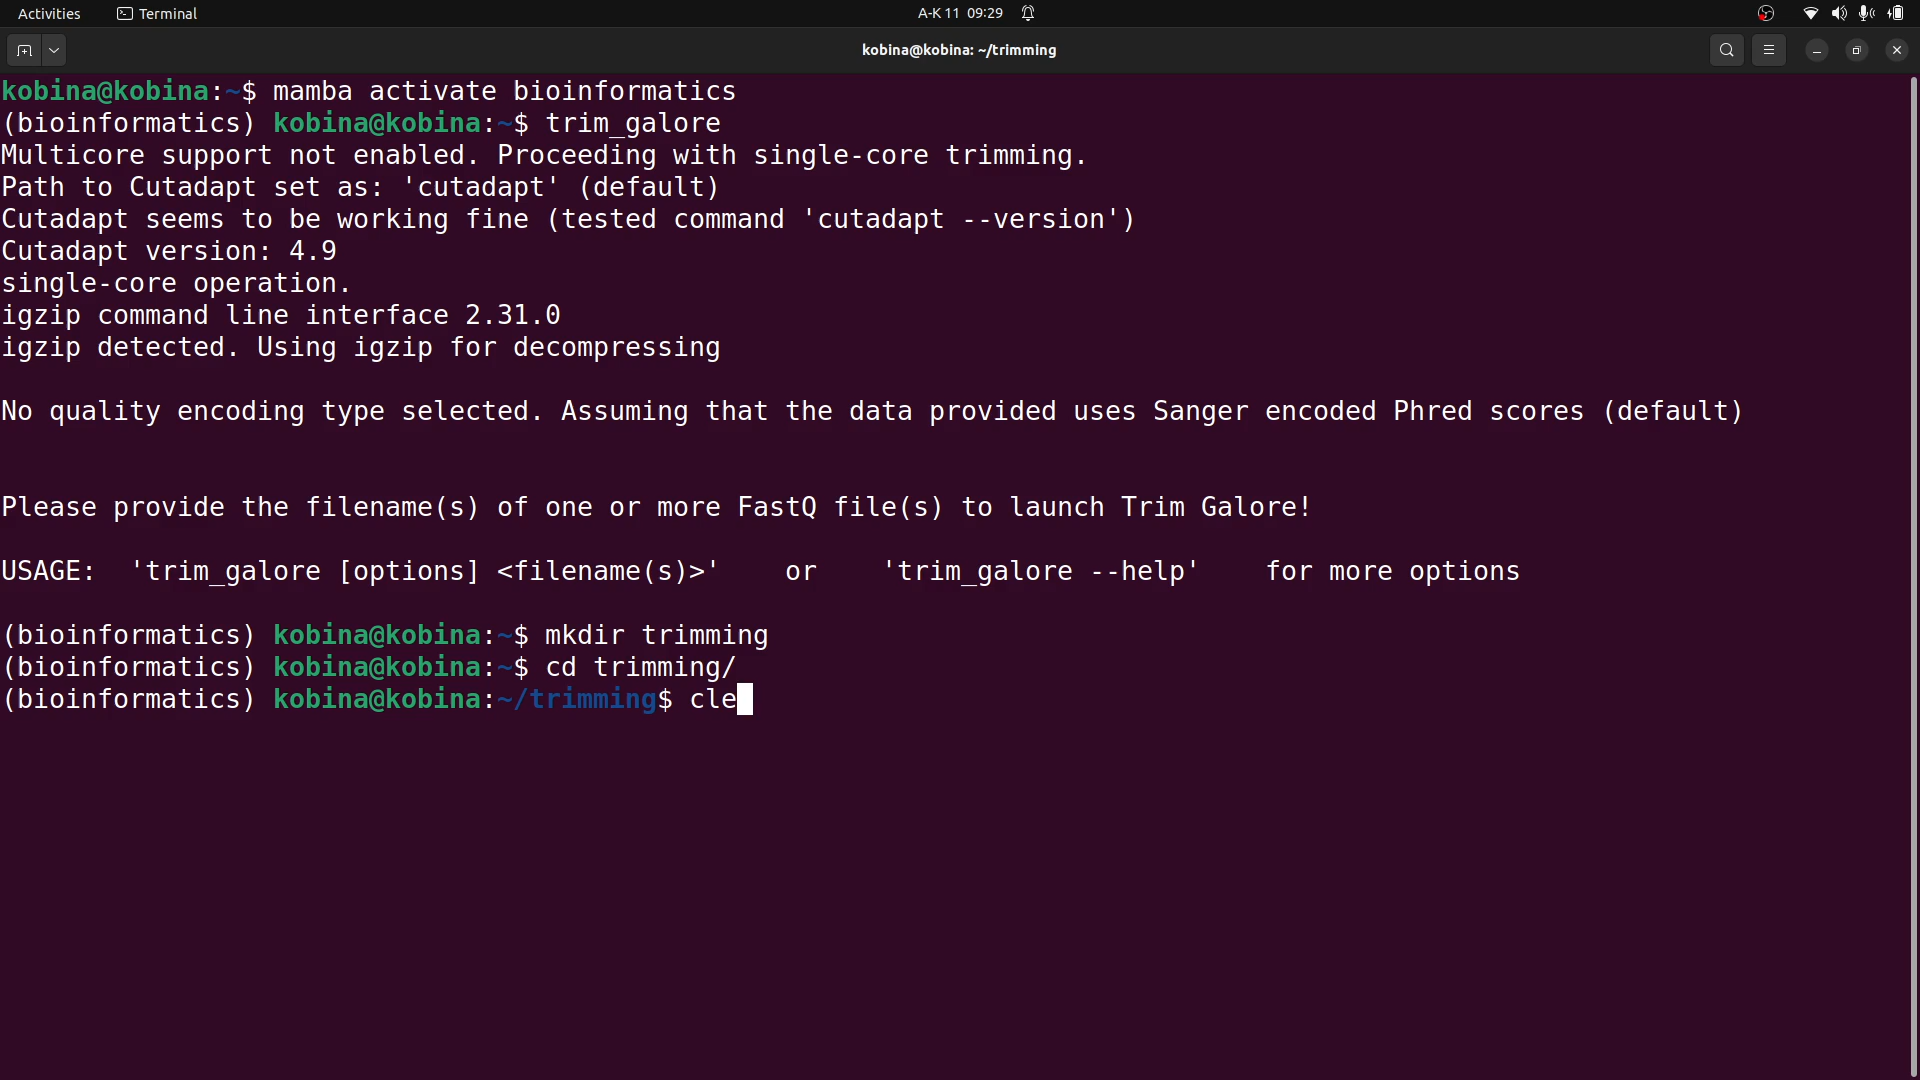 Activities
Terminal
A-K 11 09:29
kobina@kobina: ~/trimming
kobina@kobina:~$ mamba activate bioinformatics
(bioinformatics) kobina@kobina:~$ trim_galore
Multicore support not enabled. Proceeding with single-core trimming.
Path to Cutadapt set as: 'cutadapt' (default)
Cutadapt seems to be working fine (tested command 'cutadapt --version')
Cutadapt version: 4.9
single-core operation.
igzip command line interface 2.31.0
igzip detected. Using igzip for decompressing
No quality encoding type selected. Assuming that the data provided uses Sanger encoded Phred scores (default)
Please provide the filename(s) of one or more FastQ file(s) to launch Trim Galore!
USAGE:  'trim_galore [options] <filename(s)>'    or    'trim_galore --help'    for more options
(bioinformatics) kobina@kobina:~$ mkdir trimming
(bioinformatics) kobina@kobina:~$ cd trimming/
(bioinformatics) kobina@kobina:~/trimming$ cle